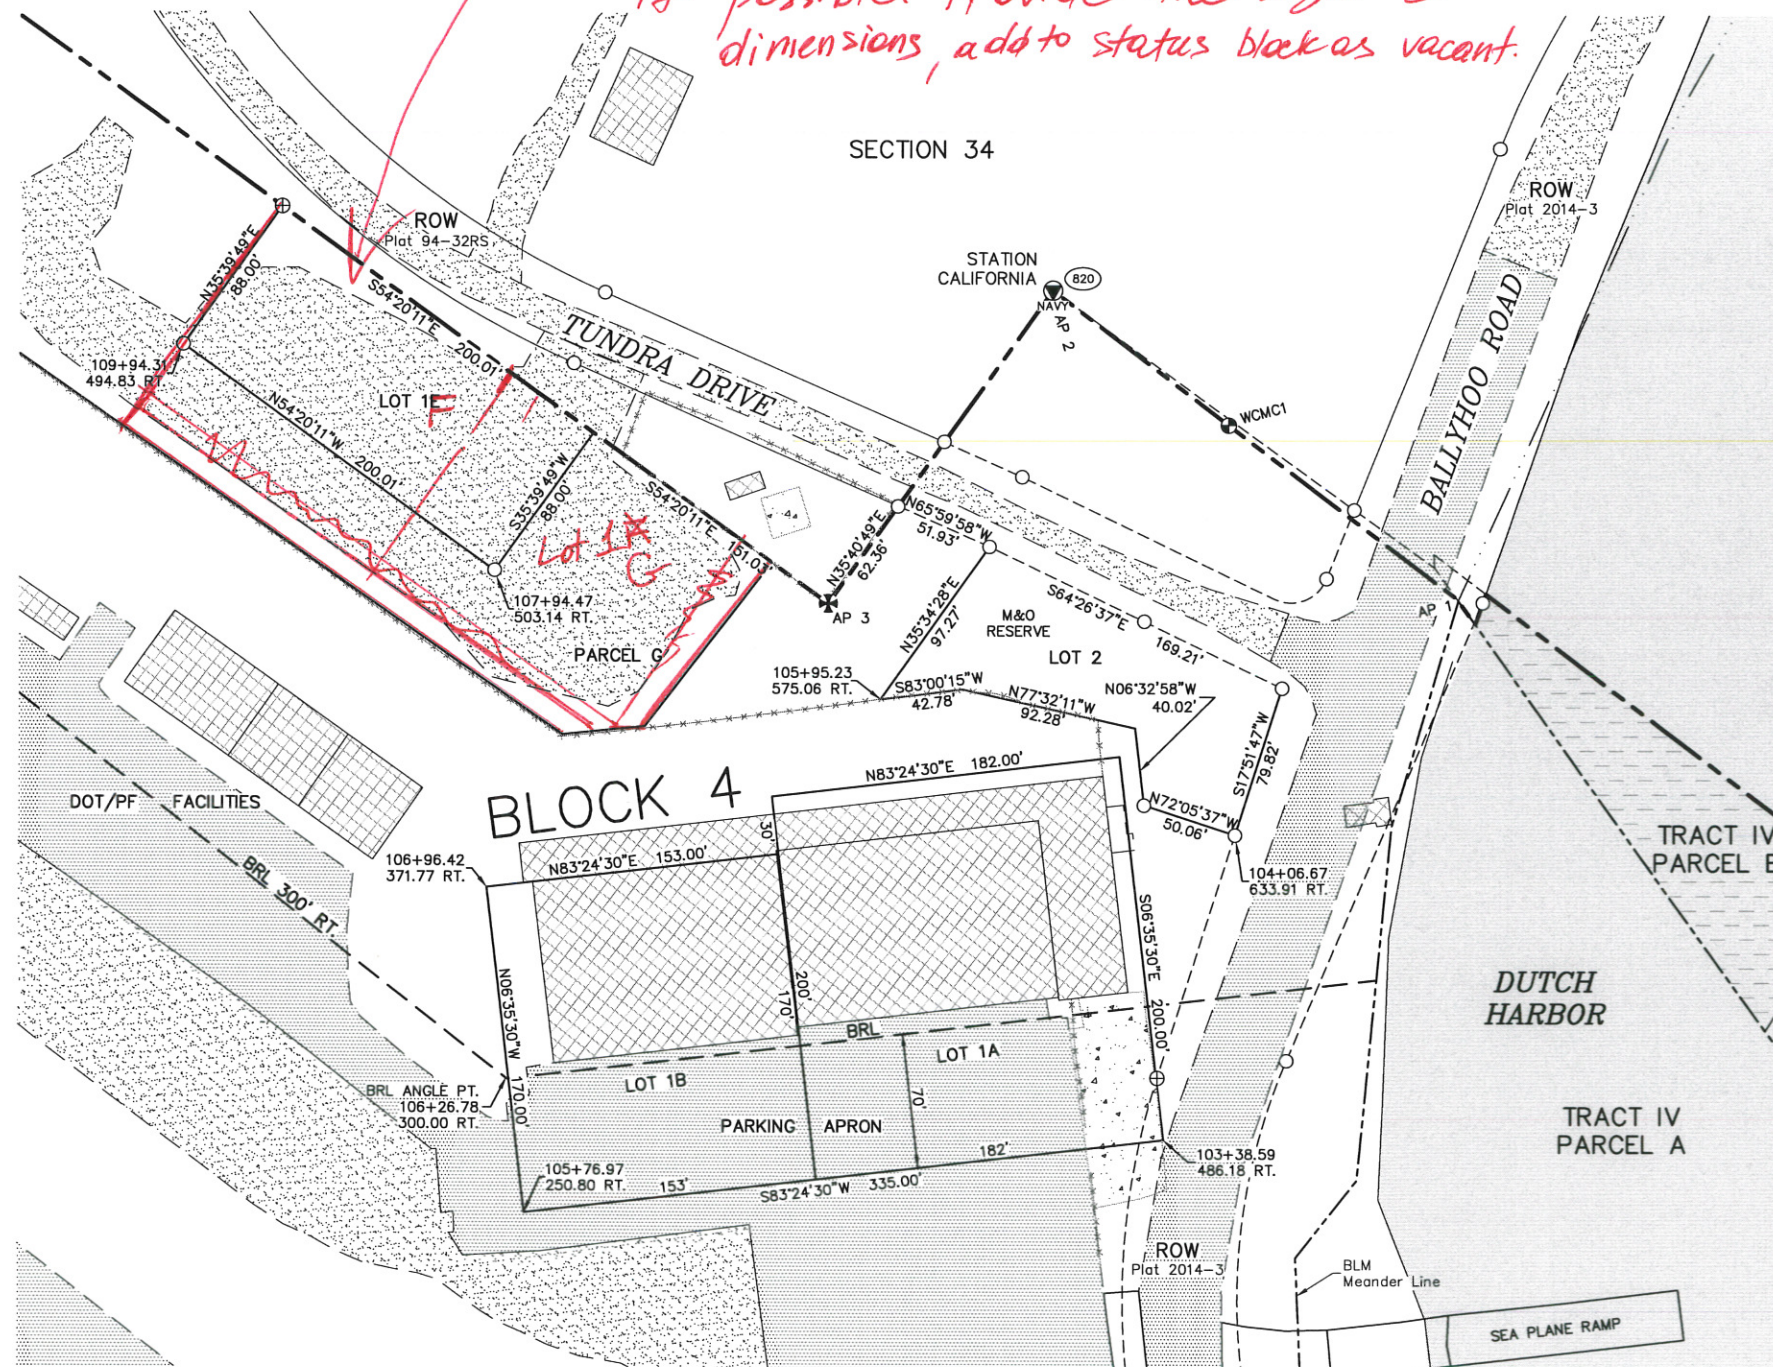 is possible. Provide
dimensions, add to status block as vacant.
SECTION 34
ROW
Plat 2014-3
ROW
Plat 94-32RS
STATION
CALIFORNIA
820
NAVY
AP 2
N35°39'49"E
88.00'
S54°20'11"E
200.01'
TUNDRA DRIVE
BALLYHOO ROAD
WCMC1
109+94.31
494.83 RT.
LOT 1E
F
N54°20'11"W
200.01
S35°39'49"W
88.00'
S54°20'11"E
151.03'
Lot 1A
G
N35°40'49"E
62.36'
N65°59'58"W
51.93'
AP 1
107+94.47
503.14 RT.
AP 3
N35°34'28"E
97.27'
M&O
RESERVE
S64°26'37"E
169.21'
LOT 2
PARCEL G
105+95.23
575.06 RT.
S83°00'15"W
42.78'
N77°32'11"W
92.28'
N06°32'58"W
40.02'
S17°51'47"W
79.82'
BLOCK 4
N83°24'30"E 182.00'
DOT/PF FACILITIES
N72°05'37"W
50.06'
TRACT IV
PARCEL B
30'
106+96.42
371.77 RT.
N83°24'30"E 153.00'
104+06.67
633.91 RT.
BRL 300' RT.
S06°35'30"E 200.00'
N06°35'30"W 170.00'
200'
170'
DUTCH
HARBOR
BRL
LOT 1A
LOT 1B
BRL ANGLE PT.
106+26.78
300.00 RT.
70'
PARKING APRON
TRACT IV
PARCEL A
182'
103+38.59
486.18 RT.
105+76.97
250.80 RT.
153'
S83°24'30"W 335.00'
ROW
Plat 2014-3
BLM
Meander Line
SEA PLANE RAMP